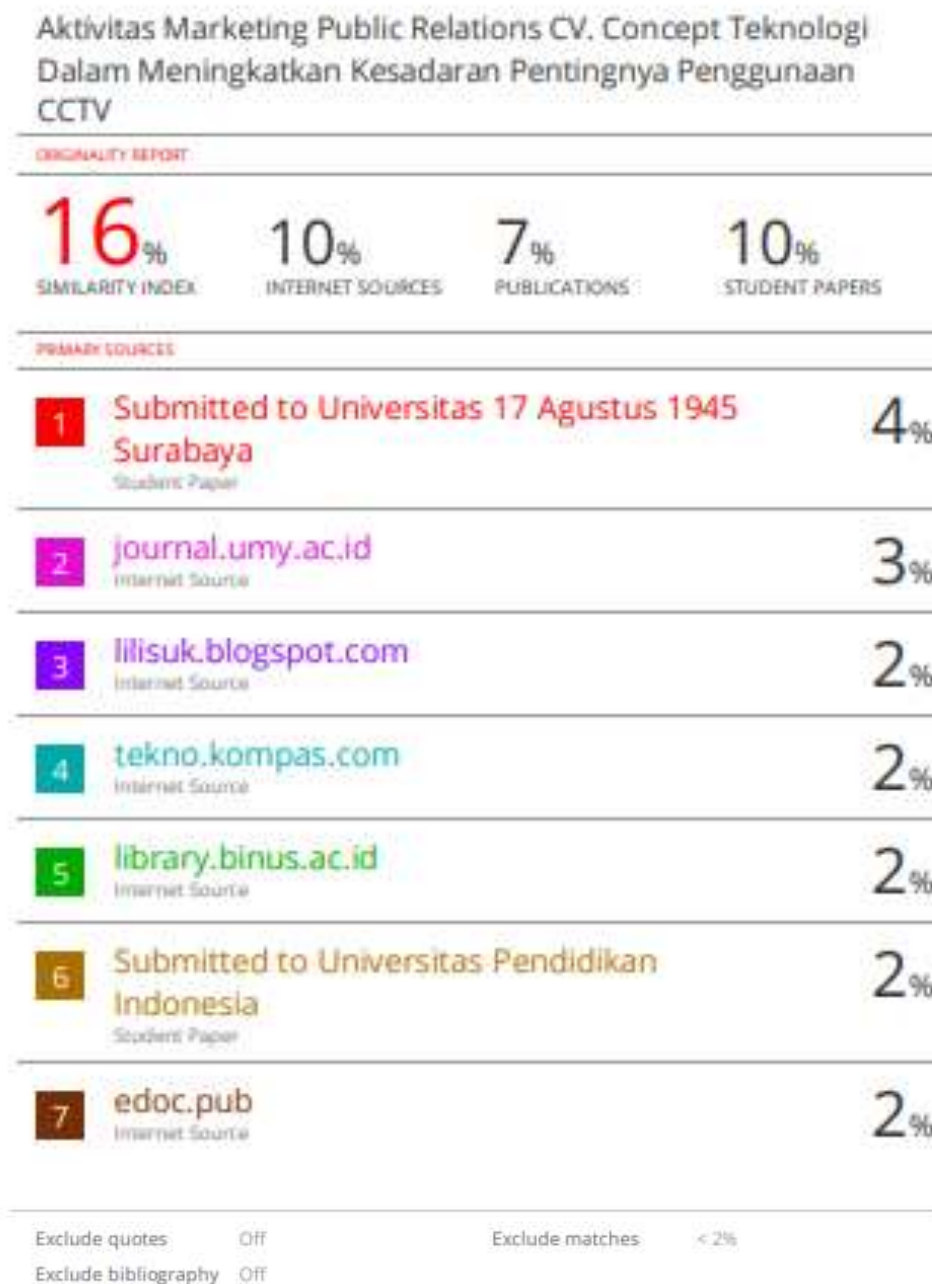 Aktivitas Marketing Public Relations CV. Concept Teknologi
Dalam Meningkatkan Kesadaran Pentingnya Penggunaan
CCTV
ORIGINALITY REPORT
16%
SIMILARITY INDEX
10%
INTERNET SOURCES
7%
PUBLICATIONS
10%
STUDENT PAPERS
PRIMARY SOURCES
1
Submitted to Universitas 17 Agustus 1945
Surabaya
Student Paper
4%
2
journal.umy.ac.id
Internet Source
3%
3
lilisuk.blogspot.com
Internet Source
2%
4
tekno.kompas.com
Internet Source
2%
5
library.binus.ac.id
Internet Source
2%
6
Submitted to Universitas Pendidikan
Indonesia
Student Paper
2%
7
edoc.pub
Internet Source
2%
Exclude quotes Off
Exclude matches < 2%
Exclude bibliography Off